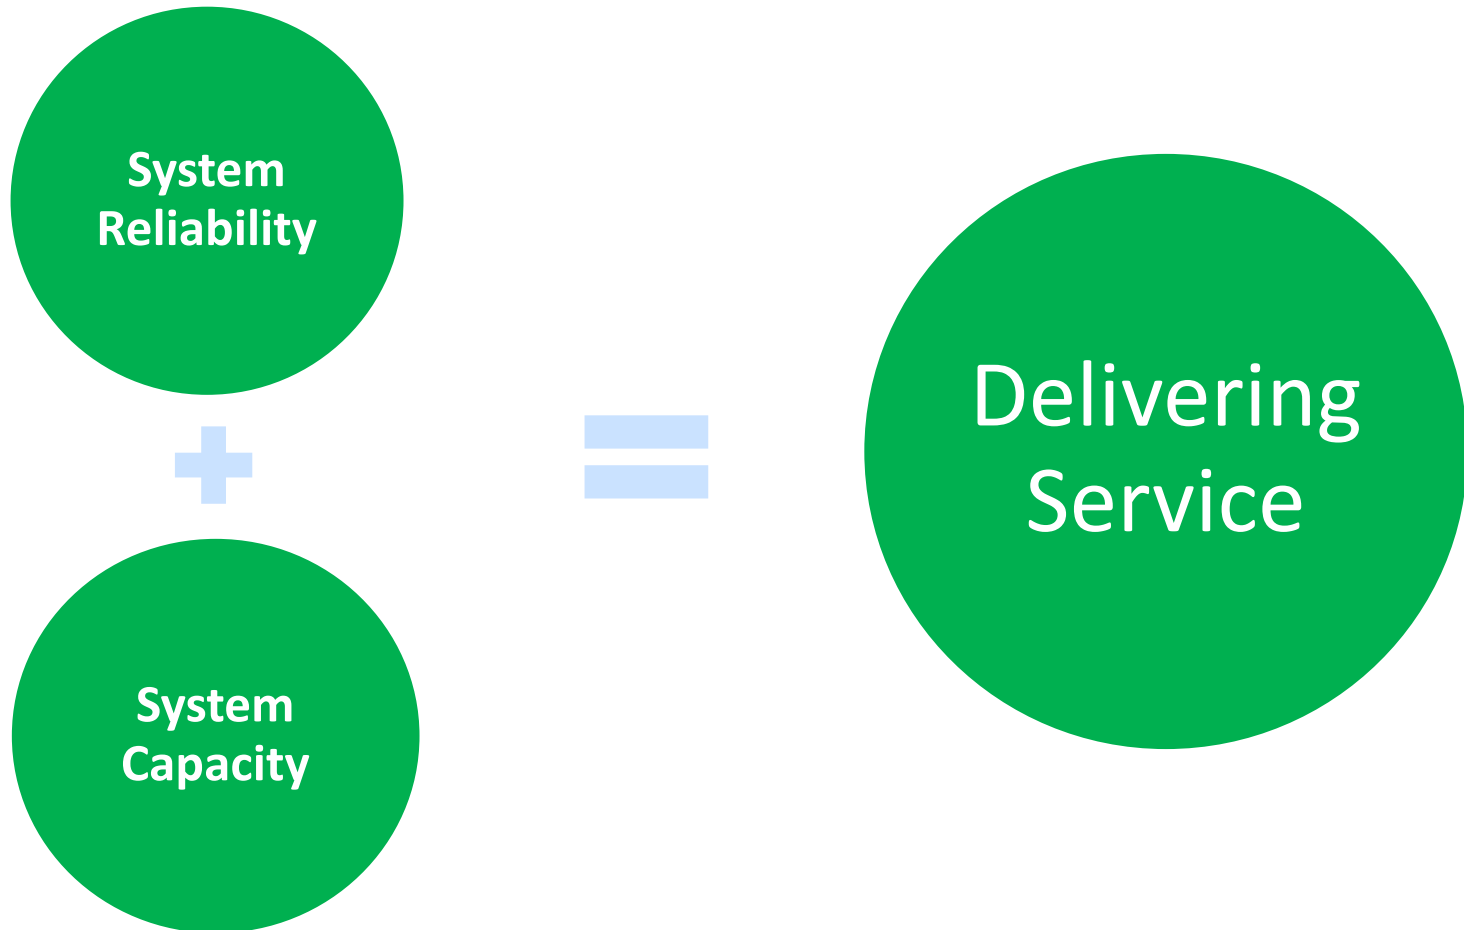 System
Reliability
System
Capacity
Delivering
Service